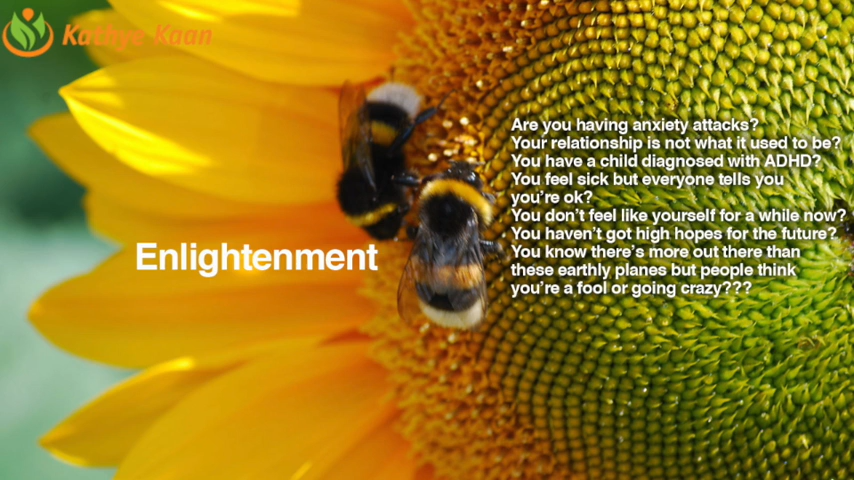 Kathye Kaan
Are you having anxiety attacks?
Your relationship is not what it used to be?
You have a child diagnosed with ADHD?
You feel sick but everyone tells you
you're ok?
You don't feel like yourself for a while now?
You haven't got high hopes for the future?
You know there's more out there than
these earthly planes but people think
you're a fool or going crazy???
Enlightenment